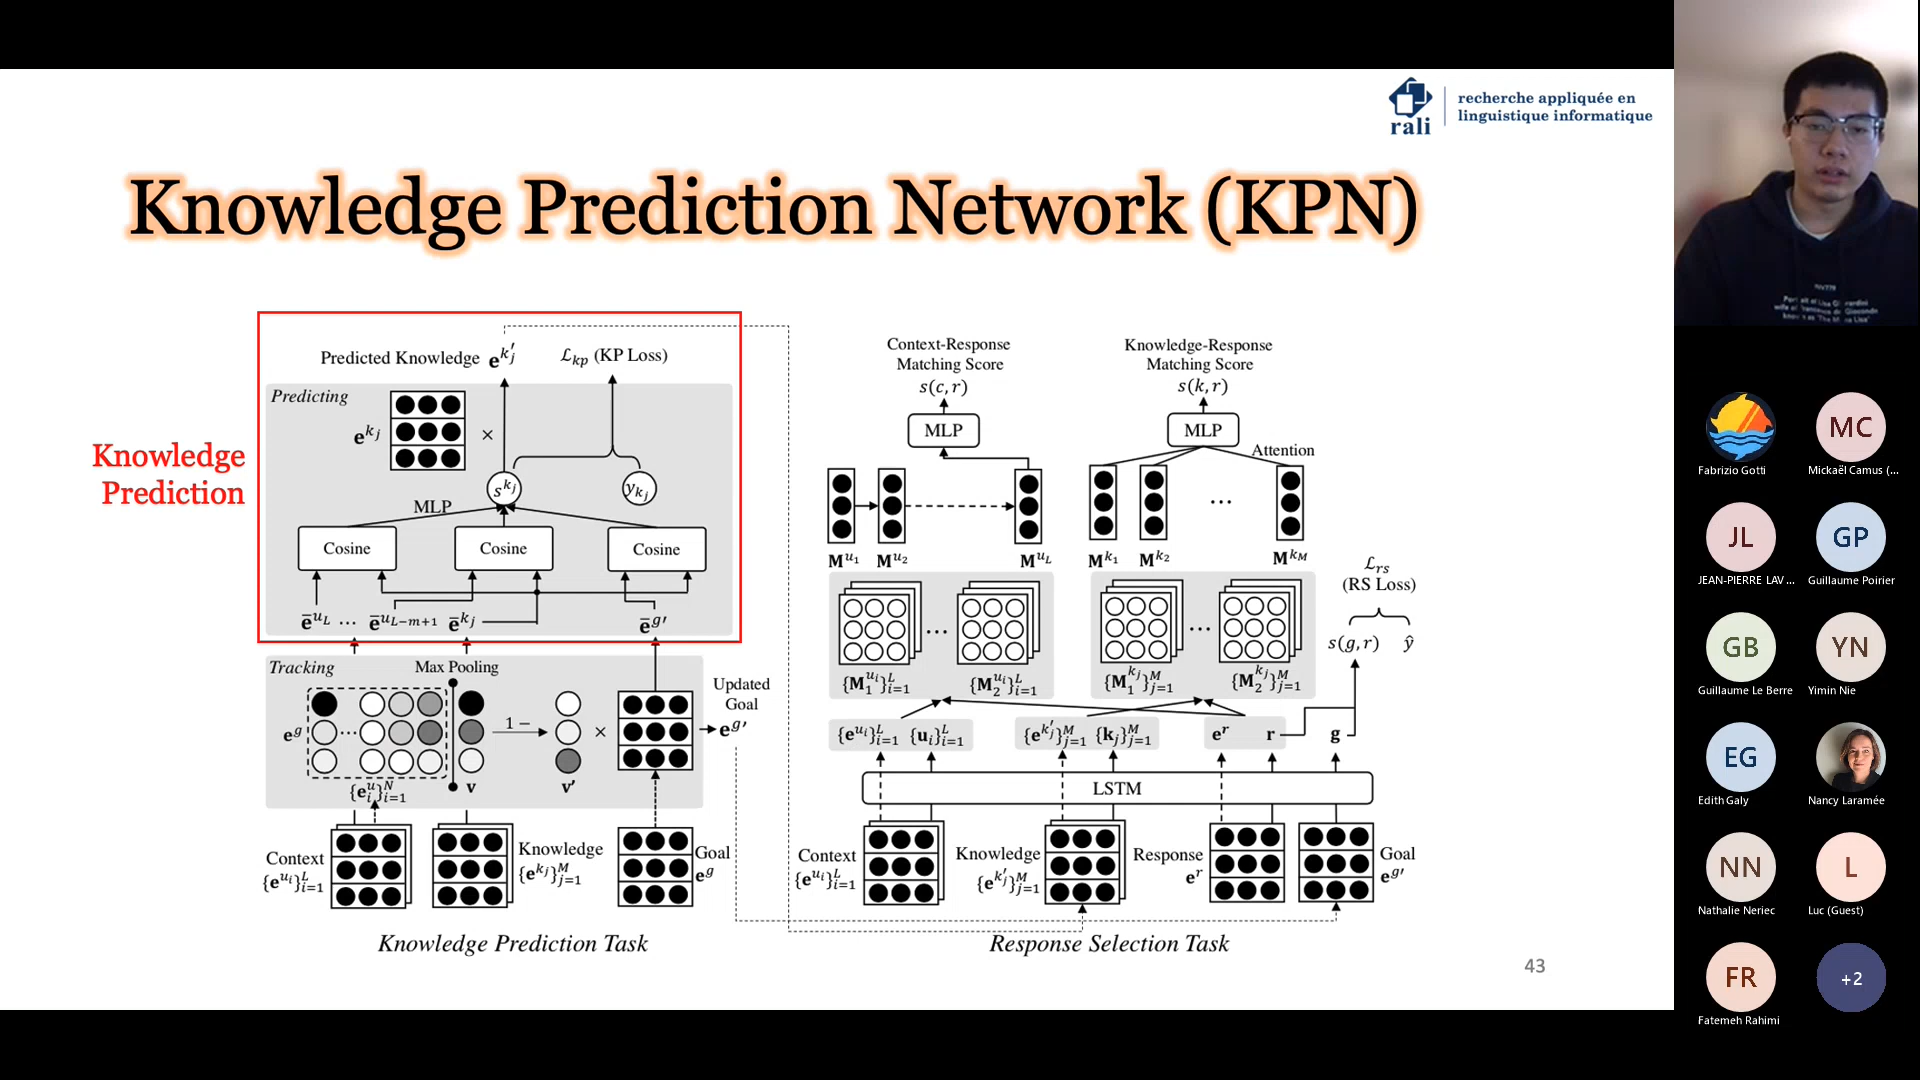 rali
recherche appliquée en
linguistique informatique
Knowledge Prediction Network (KPN)
Knowledge
Prediction
Predicted Knowledge e^{k'_j}
ℒ_{kp} (KP Loss)
Predicting
e^{k_j}
×
s^{k_j}
y_{k_j}
MLP
Cosine
Cosine
Cosine
ē^{u_L} … ē^{u_{L-m+1}} ē^{k_j}
ē^{g'}
Tracking
Max Pooling
e^g
…
1 −
×
{e_i^u}_{i=1}^N
v
v'
Updated
Goal
e^{g'}
Context
{e^{u_i}}_{i=1}^L
Knowledge
{e^{k_j}}_{j=1}^M
Goal
e^g
Knowledge Prediction Task
Context-Response
Matching Score
s(c, r)
MLP
Knowledge-Response
Matching Score
s(k, r)
MLP
Attention
…
M^{u_1} M^{u_2} M^{u_L}
M^{k_1} M^{k_2} M^{k_M}
…
…
{M_1^{u_i}}_{i=1}^L {M_2^{u_i}}_{i=1}^L
{M_1^{k_j}}_{j=1}^M {M_2^{k_j}}_{j=1}^M
ℒ_{rs}
(RS Loss)
s(g, r) ŷ
{e^{u_i}}_{i=1}^L {u_i}_{i=1}^L
{e^{k'_j}}_{j=1}^M {k_j}_{j=1}^M
e^r r g
LSTM
Context
{e^{u_i}}_{i=1}^L
Knowledge
{e^{k'_j}}_{j=1}^M
Response
e^r
Goal
e^{g'}
Response Selection Task
43
Fabrizio Gotti
MC
Mickaël Camus (...
JL
JEAN-PIERRE LAV...
GP
Guillaume Poirier
GB
Guillaume Le Berre
YN
Yimin Nie
EG
Edith Galy
Nancy Laramée
NN
Nathalie Neriec
L
Luc (Guest)
FR
Fatemeh Rahimi
+2